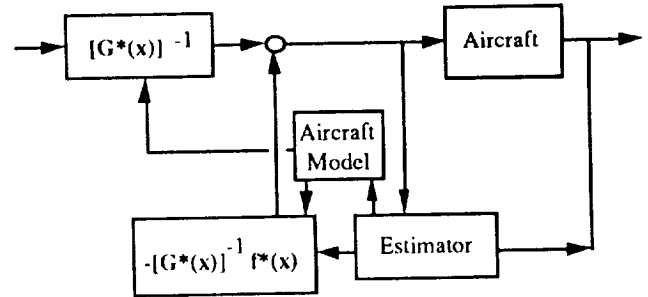 [G*(x)] -1
Aircraft
Aircraft
Model
-[G*(x)]-1 f*(x)
Estimator